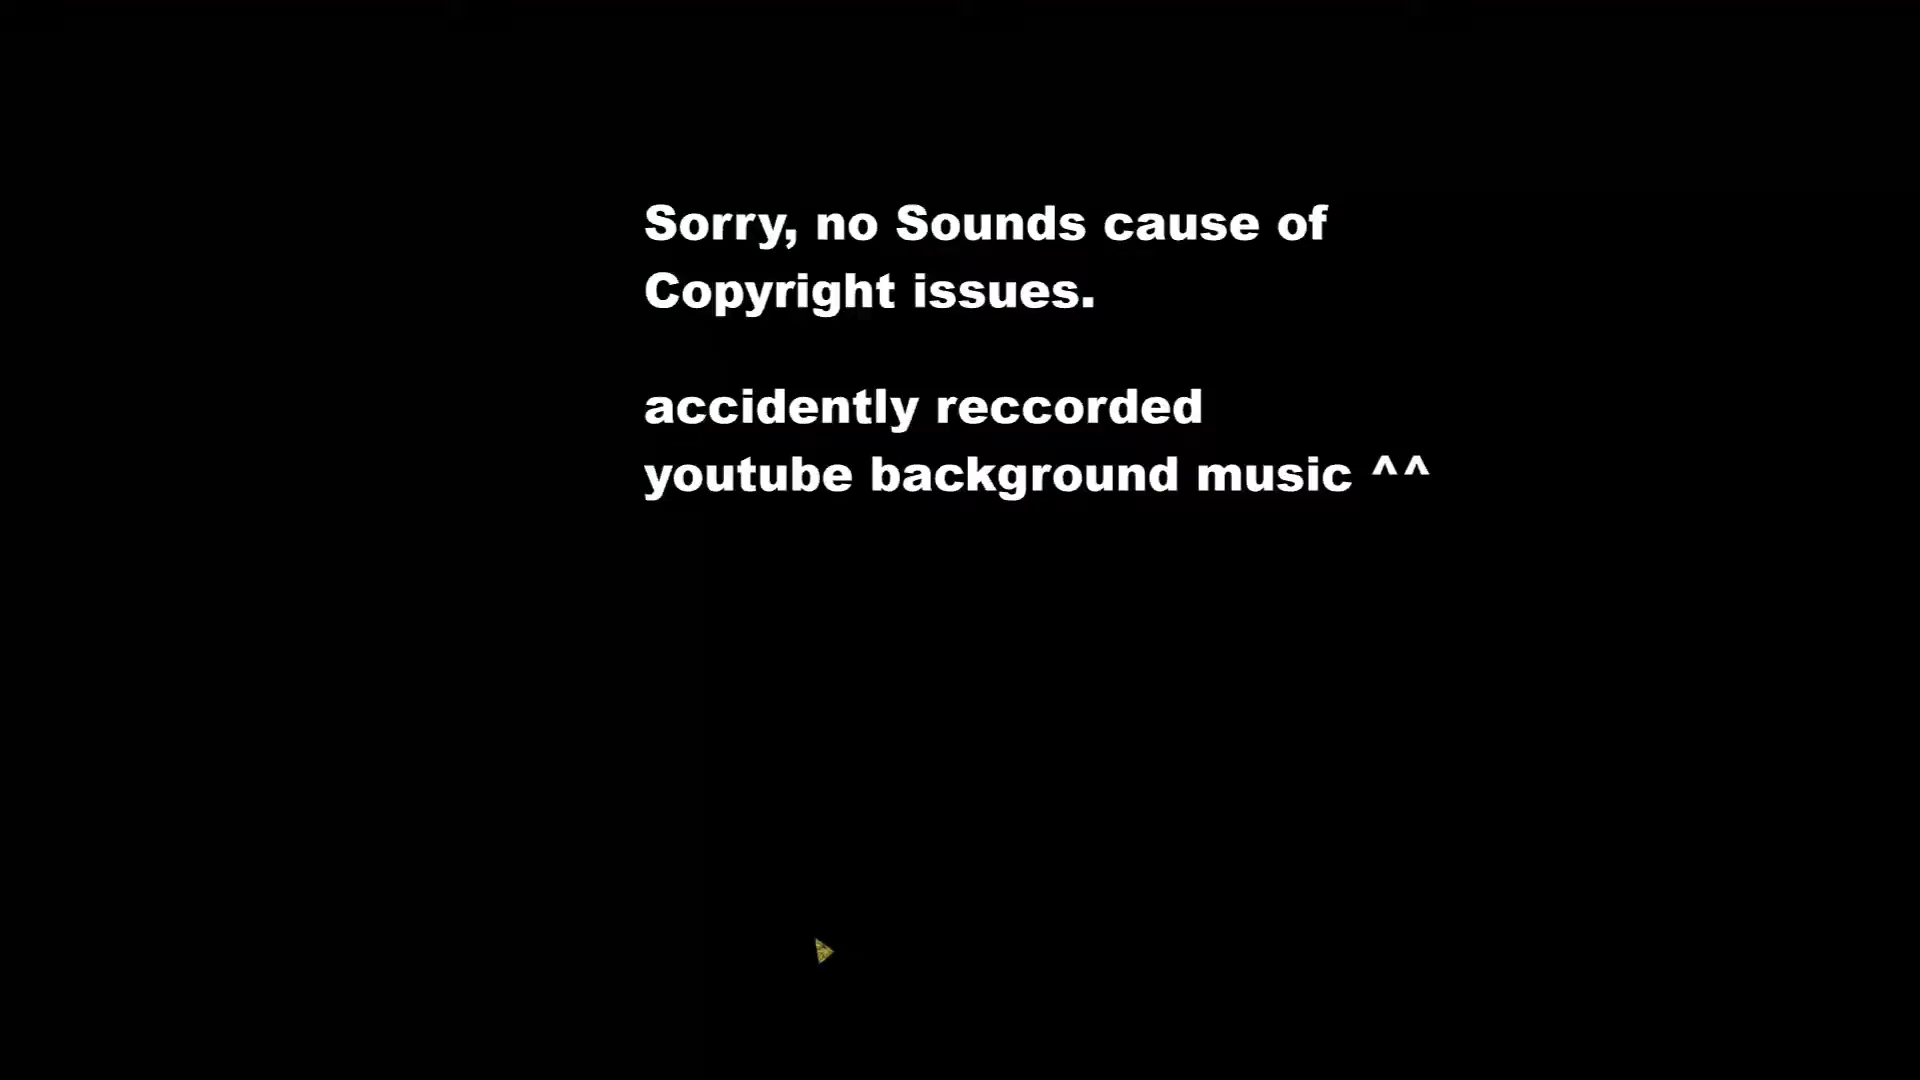 Sorry, no Sounds cause of
Copyright issues.
accidently reccorded
youtube background music ^^